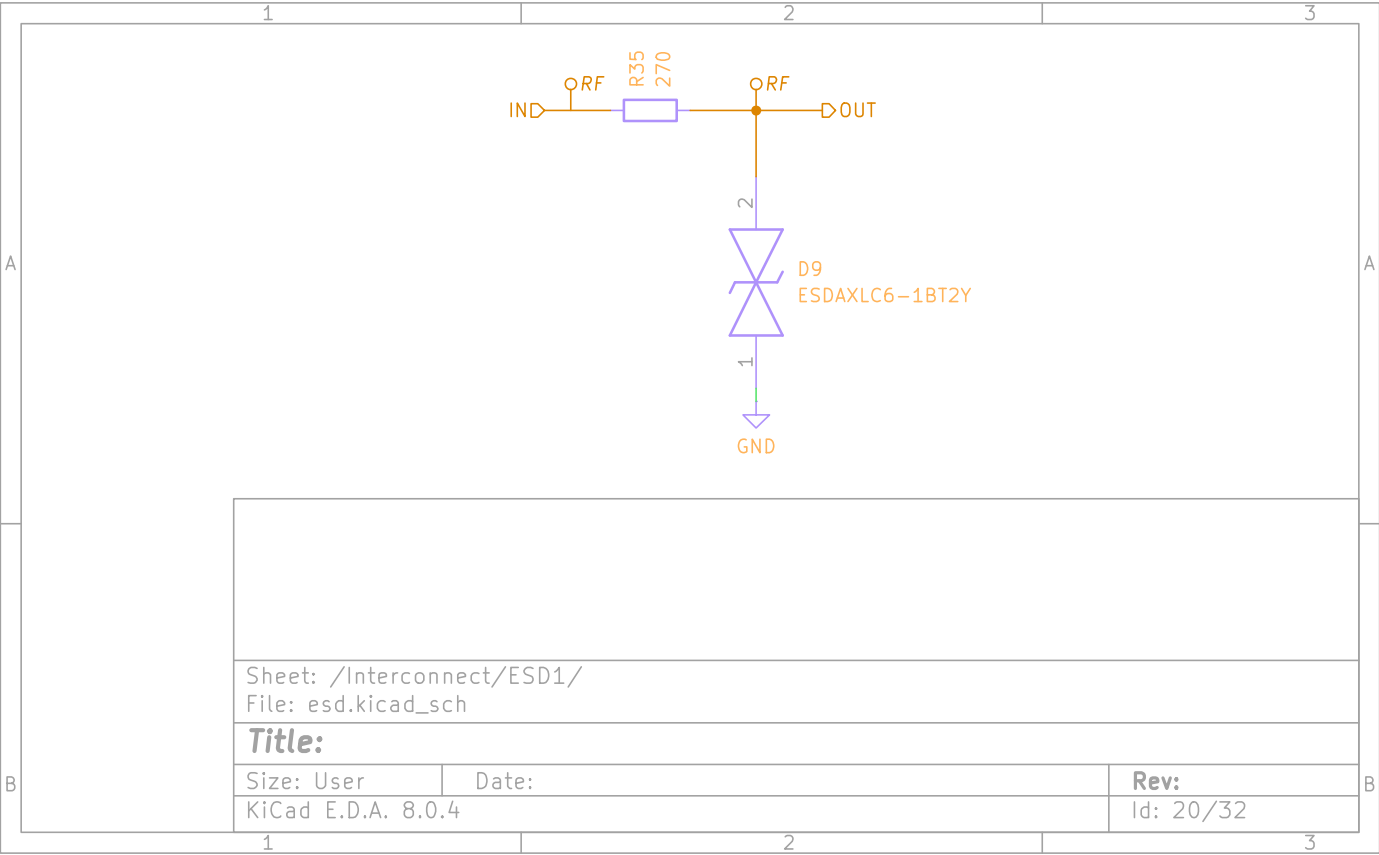 1 2 3
R35
270
RF RF
IN OUT
2
A A
D9
ESDAXLC6-1BT2Y
1
GND
Sheet: /Interconnect/ESD1/
File: esd.kicad_sch
Title:
B B
Size: User Date: Rev:
KiCad E.D.A. 8.0.4 Id: 20/32
1 2 3